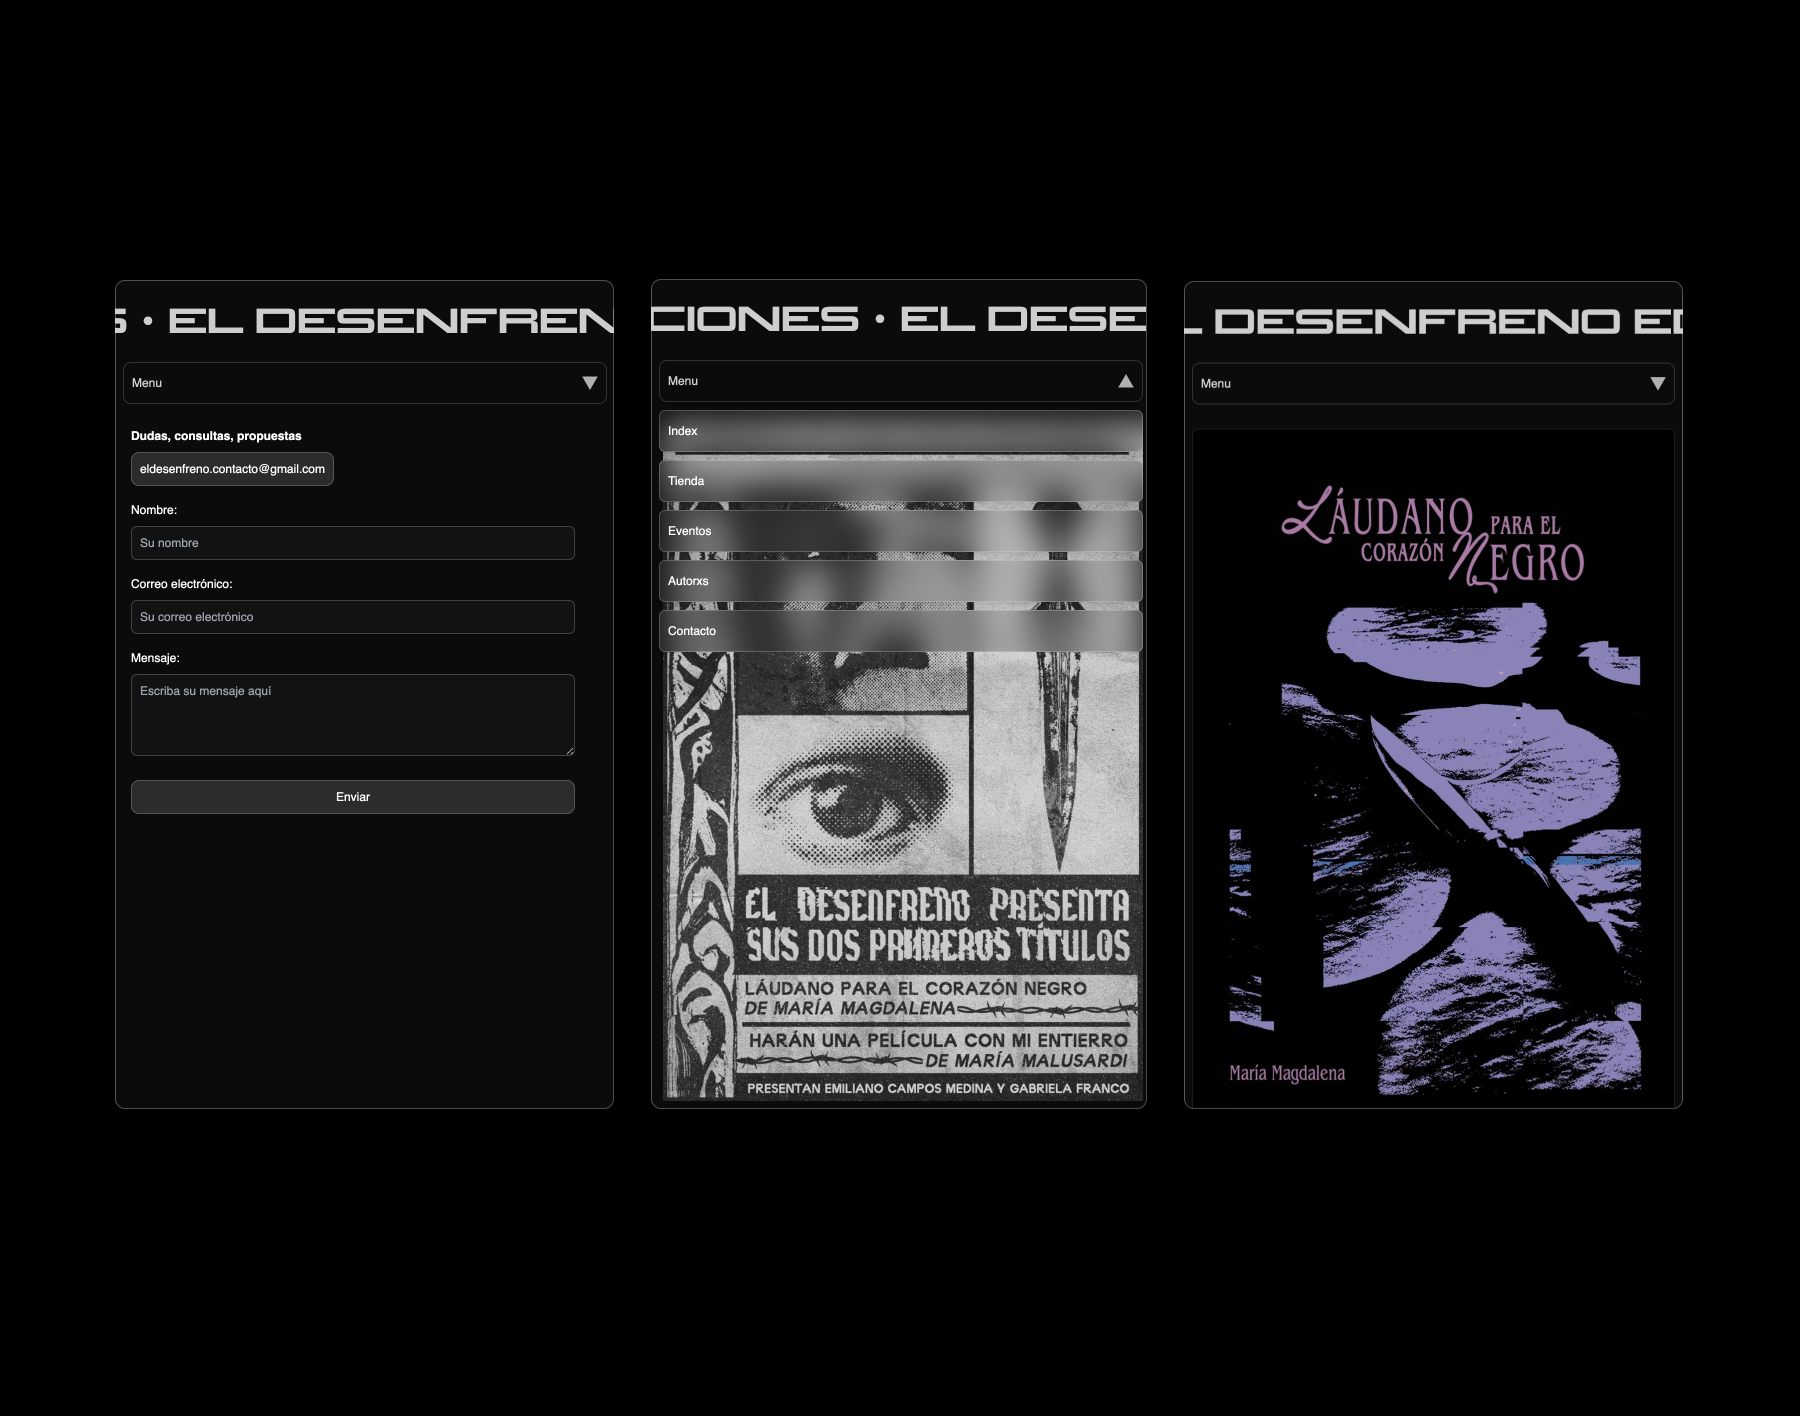 S • EL DESENFREN
Menu
Dudas, consultas, propuestas
eldesenfreno.contacto@gmail.com
Nombre:
Su nombre
Correo electrónico:
Su correo electrónico
Mensaje:
Escriba su mensaje aquí
Enviar
CIONES • EL DESE
Menu
Index
Tienda
Eventos
Autorxs
Contacto
EL DESENFRENO PRESENTA
SUS DOS PRIMEROS TÍTULOS
LÁUDANO PARA EL CORAZÓN NEGRO
DE MARÍA MAGDALENA
HARÁN UNA PELÍCULA CON MI ENTIERRO
DE MARÍA MALUSARDI
PRESENTAN EMILIANO CAMPOS MEDINA Y GABRIELA FRANCO
L DESENFRENO ED
Menu
LÁUDANO PARA EL
CORAZÓN NEGRO
María Magdalena